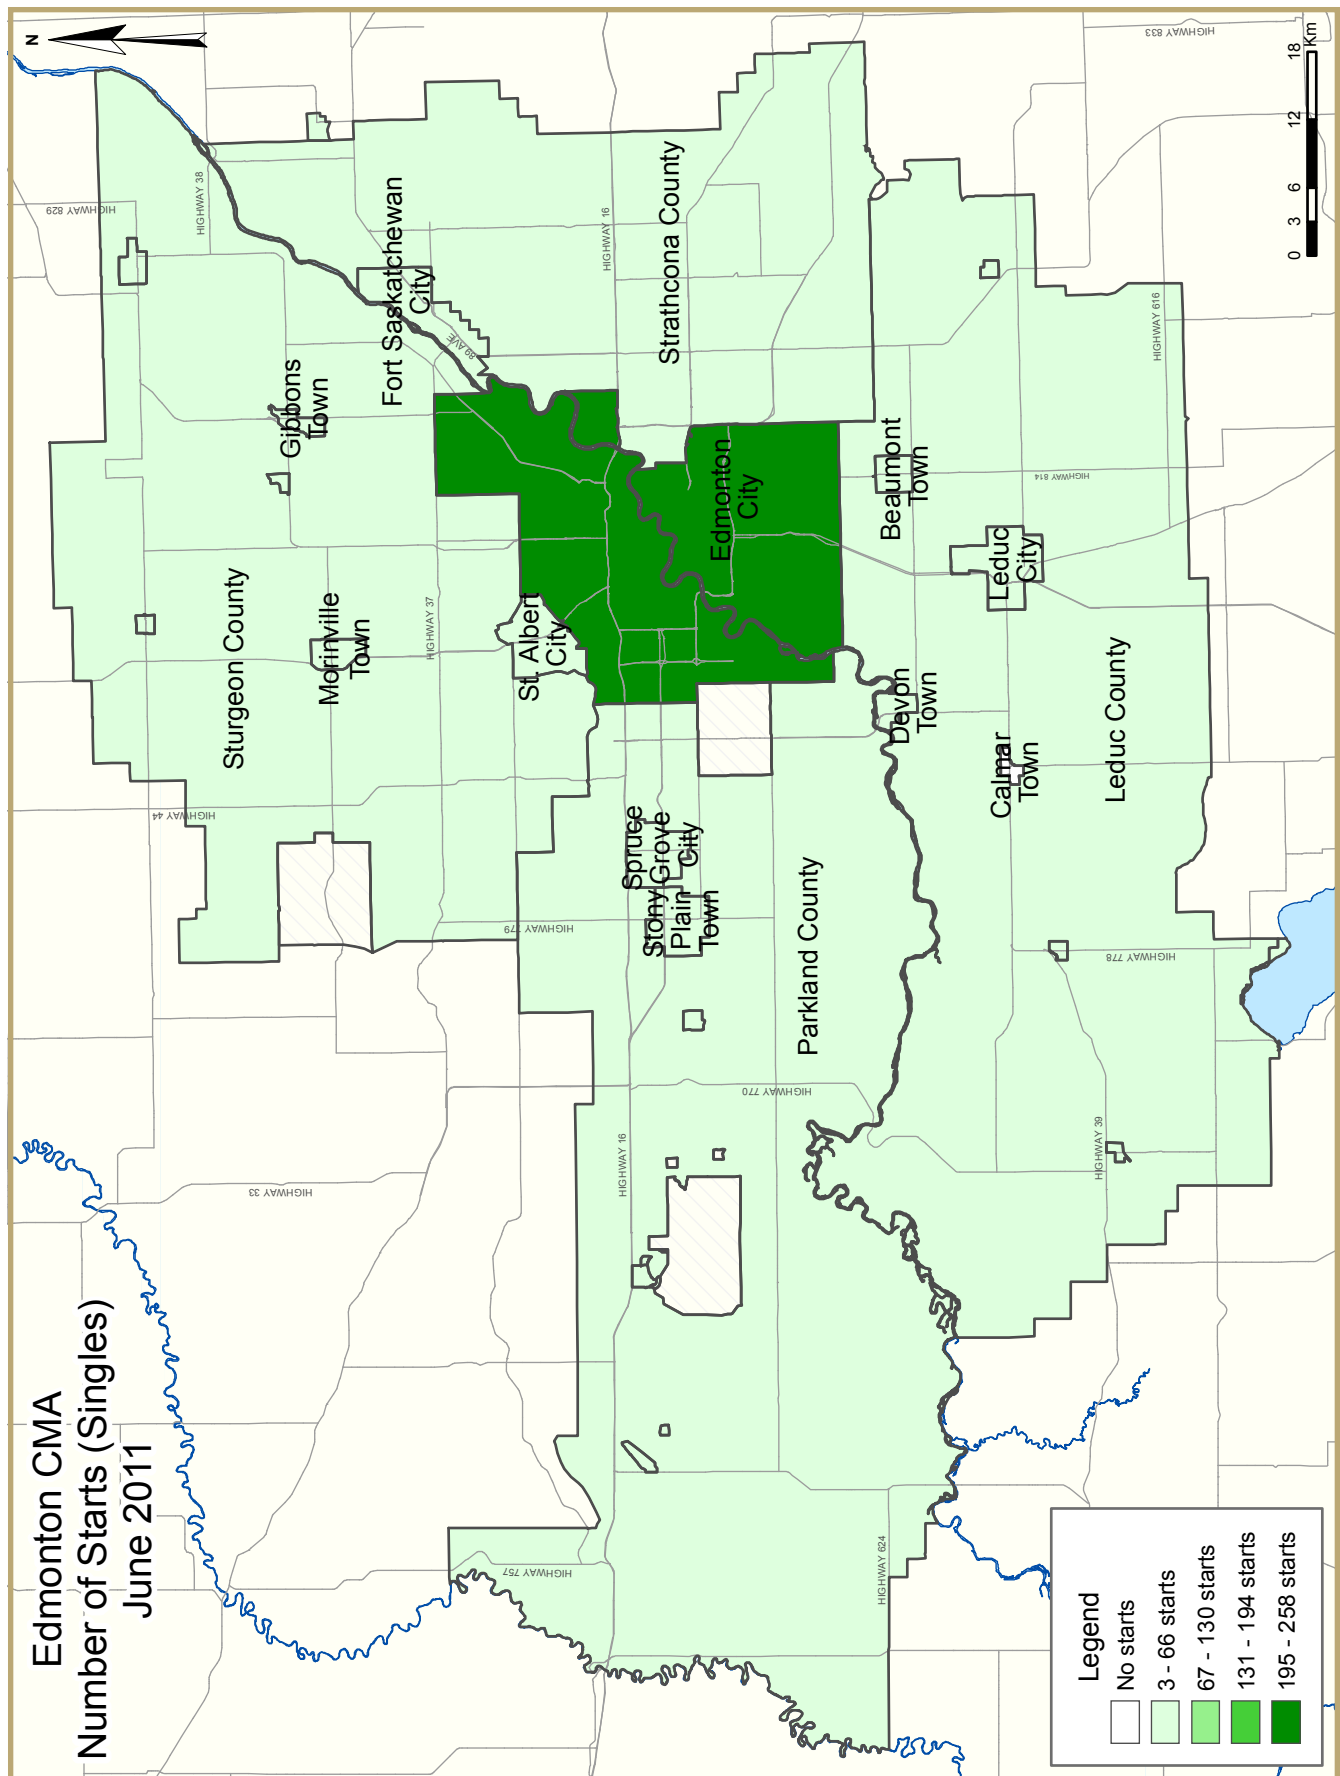 Edmonton CMA
Number of Starts (Singles)
June 2011
N
HIGHWAY 829
HIGHWAY 38
HIGHWAY 833
Fort Saskatchewan
City
89 AVE
HIGHWAY 16
Strathcona County
Gibbons
Town
Sturgeon County
Morinville
Town
HIGHWAY 37
HIGHWAY 44
St. Albert
City
Edmonton
City
Beaumont
Town
HIGHWAY 814
HIGHWAY 616
Leduc
City
Leduc County
Devon
Town
Calmar
Town
Spruce
Grove
City
Stony
Plain
Town
HIGHWAY 779
Parkland County
HIGHWAY 778
HIGHWAY 770
HIGHWAY 39
HIGHWAY 16
HIGHWAY 33
HIGHWAY 757
HIGHWAY 624
Legend
No starts
3 - 66 starts
67 - 130 starts
131 - 194 starts
195 - 258 starts
0 3 6 12 18
Km